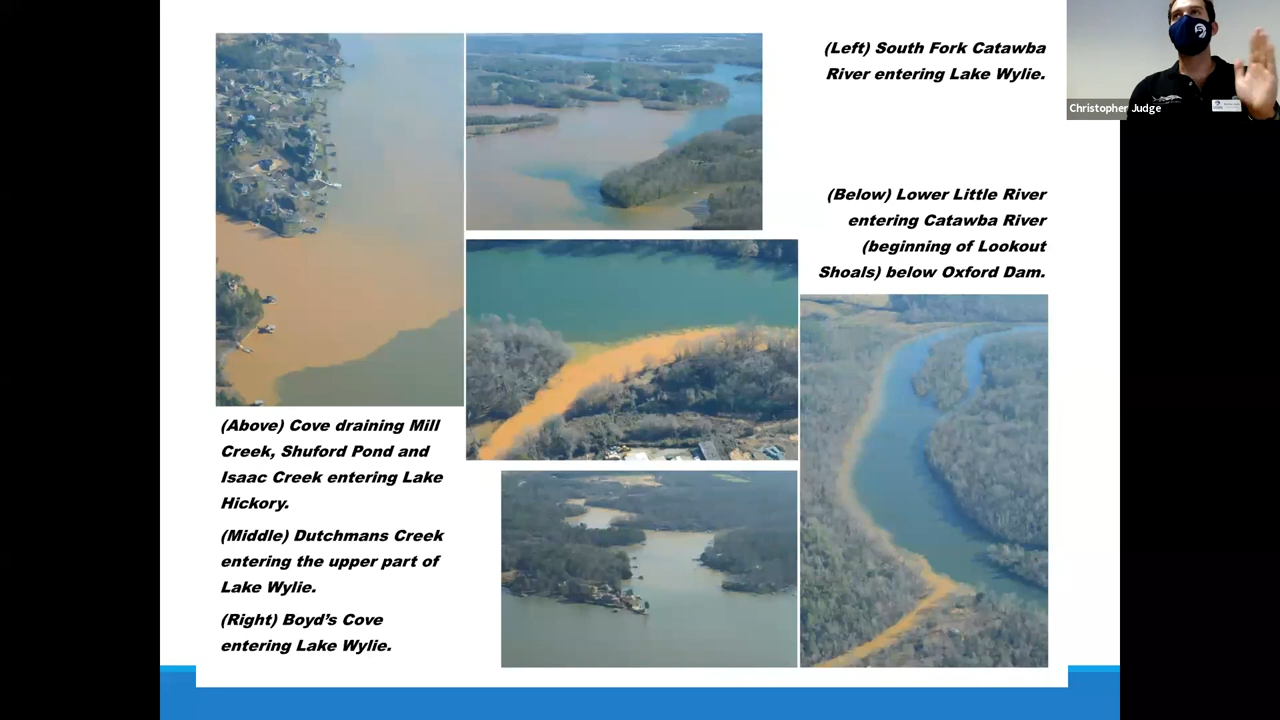 (Left) South Fork Catawba
River entering Lake Wylie.
Christopher Judge
(Below) Lower Little River
entering Catawba River
(beginning of Lookout
Shoals) below Oxford Dam.
(Above) Cove draining Mill
Creek, Shuford Pond and
Isaac Creek entering Lake
Hickory.
(Middle) Dutchmans Creek
entering the upper part of
Lake Wylie.
(Right) Boyd's Cove
entering Lake Wylie.